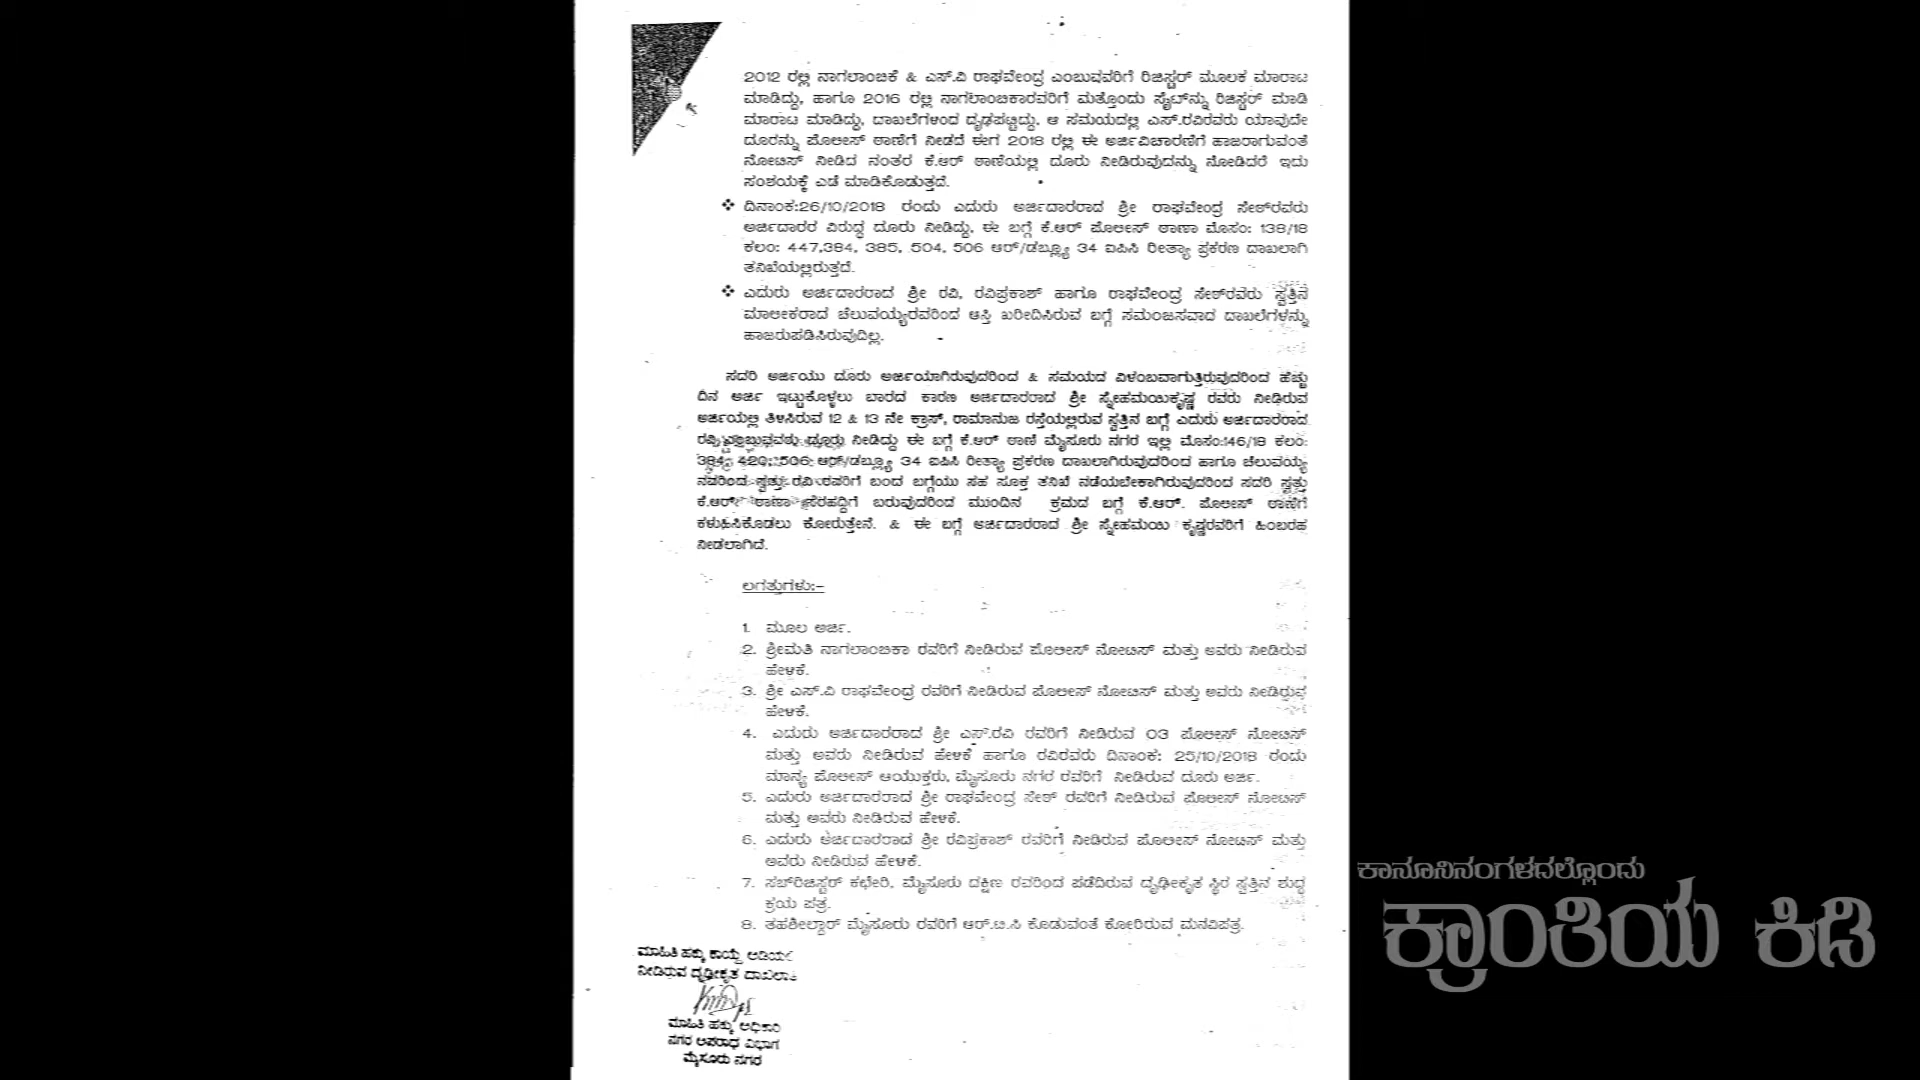 2012 ರಲ್ಲಿ ನಾಗಲಾಂಬಿಕೆ & ಎಸ್.ವಿ ರಾಘವೇಂದ್ರ ಎಂಬುವವರಿಗೆ ರಿಜಿಸ್ಟರ್ ಮೂಲಕ ಮಾರಾಟ
ಮಾಡಿದ್ದು, ಹಾಗೂ 2016 ರಲ್ಲಿ ನಾಗಲಾಂಬಿಕಾರವರಿಗೆ ಮತ್ತೊಂದು ಸೈಟ್‌ನ್ನು ರಿಜಿಸ್ಟರ್ ಮಾಡಿ
ಮಾರಾಟ ಮಾಡಿದ್ದು, ದಾಖಲೆಗಳಿಂದ ದೃಢಪಟ್ಟಿದ್ದು, ಆ ಸಮಯದಲ್ಲಿ ಎಸ್.ರವಿರವರು ಯಾವುದೇ
ದೂರನ್ನು ಪೊಲೀಸ್ ಠಾಣೆಗೆ ನೀಡದೆ ಈಗ 2018 ರಲ್ಲಿ ಈ ಅರ್ಜಿವಿಚಾರಣೆಗೆ ಹಾಜರಾಗುವಂತೆ
ನೋಟಿಸ್ ನೀಡಿದ ನಂತರ ಕೆ.ಆರ್ ಠಾಣೆಯಲ್ಲಿ ದೂರು ನೀಡಿರುವುದನ್ನು ನೋಡಿದರೆ ಇದು
ಸಂಶಯಕ್ಕೆ ಎಡೆ ಮಾಡಿಕೊಡುತ್ತದೆ.
❖ ದಿನಾಂಕ:26/10/2018 ರಂದು ಎದುರು ಅರ್ಜಿದಾರರಾದ ಶ್ರೀ ರಾಘವೇಂದ್ರ ಸೇಠ್‌ರವರು
ಅರ್ಜಿದಾರರ ವಿರುದ್ಧ ದೂರು ನೀಡಿದ್ದು, ಈ ಬಗ್ಗೆ ಕೆ.ಆರ್ ಪೊಲೀಸ್ ಠಾಣಾ ಮೊಸಂ: 138/18
ಕಲಂ: 447,384, 385, 504, 506 ಆರ್/ಡಬ್ಲ್ಯೂ 34 ಐಪಿಸಿ ರೀತ್ಯಾ ಪ್ರಕರಣ ದಾಖಲಾಗಿ
ತನಿಖೆಯಲ್ಲಿರುತ್ತದೆ.
❖ ಎದುರು ಅರ್ಜಿದಾರರಾದ ಶ್ರೀ ರವಿ, ರವಿಪ್ರಕಾಶ್ ಹಾಗೂ ರಾಘವೇಂದ್ರ ಸೇಠ್‌ರವರು ಸ್ವತ್ತಿನ
ಮಾಲೀಕರಾದ ಚೆಲುವಯ್ಯರವರಿಂದ ಆಸ್ತಿ ಖರೀದಿಸಿರುವ ಬಗ್ಗೆ ಸಮಂಜಸವಾದ ದಾಖಲೆಗಳನ್ನು
ಹಾಜರುಪಡಿಸಿರುವುದಿಲ್ಲ.
ಸದರಿ ಅರ್ಜಿಯು ದೂರು ಅರ್ಜಿಯಾಗಿರುವುದರಿಂದ & ಸಮಯದ ವಿಳಂಬವಾಗುತ್ತಿರುವುದರಿಂದ ಹೆಚ್ಚು
ದಿನ ಅರ್ಜಿ ಇಟ್ಟುಕೊಳ್ಳಲು ಬಾರದ ಕಾರಣ ಅರ್ಜಿದಾರರಾದ ಶ್ರೀ ಸ್ನೇಹಮಯಿಕೃಷ್ಣ ರವರು ನೀಡಿರುವ
ಅರ್ಜಿಯಲ್ಲಿ ತಿಳಿಸಿರುವ 12 & 13 ನೇ ಕ್ರಾಸ್, ರಾಮಾನುಜ ರಸ್ತೆಯಲ್ಲಿರುವ ಸ್ವತ್ತಿನ ಬಗ್ಗೆ ಎದುರು ಅರ್ಜಿದಾರರಾದ
ರವಿ ಎಂಬುವವರು ದೂರು ನೀಡಿದ್ದು ಈ ಬಗ್ಗೆ ಕೆ.ಆರ್ ಠಾಣೆ ಮೈಸೂರು ನಗರ ಇಲ್ಲಿ ಮೊಸಂ:146/18 ಕಲಂ:
384, 420, 506 ಆರ್/ಡಬ್ಲ್ಯೂ 34 ಐಪಿಸಿ ರೀತ್ಯಾ ಪ್ರಕರಣ ದಾಖಲಾಗಿರುವುದರಿಂದ ಹಾಗೂ ಚೆಲುವಯ್ಯ
ನವರಿಂದ ಸ್ವತ್ತು ರವಿ ರವರಿಗೆ ಬಂದ ಬಗ್ಗೆಯು ಸಹ ಸೂಕ್ತ ತನಿಖೆ ನಡೆಯಬೇಕಾಗಿರುವುದರಿಂದ ಸದರಿ ಸ್ವತ್ತು
ಕೆ.ಆರ್ ಠಾಣಾ ಸರಹದ್ದಿಗೆ ಬರುವುದರಿಂದ ಮುಂದಿನ ಕ್ರಮದ ಬಗ್ಗೆ ಕೆ.ಆರ್. ಪೊಲೀಸ್ ಠಾಣೆಗೆ
ಕಳುಹಿಸಿಕೊಡಲು ಕೋರುತ್ತೇನೆ. & ಈ ಬಗ್ಗೆ ಅರ್ಜಿದಾರರಾದ ಶ್ರೀ ಸ್ನೇಹಮಯಿ ಕೃಷ್ಣರವರಿಗೆ ಹಿಂಬರಹ
ನೀಡಲಾಗಿದೆ.
ಲಗತ್ತುಗಳು:-
1. ಮೂಲ ಅರ್ಜಿ.
2. ಶ್ರೀಮತಿ ನಾಗಲಾಂಬಿಕಾ ರವರಿಗೆ ನೀಡಿರುವ ಪೊಲೀಸ್ ನೋಟಿಸ್ ಮತ್ತು ಅವರು ನೀಡಿರುವ
ಹೇಳಿಕೆ.
3. ಶ್ರೀ ಎಸ್.ವಿ ರಾಘವೇಂದ್ರ ರವರಿಗೆ ನೀಡಿರುವ ಪೊಲೀಸ್ ನೋಟಿಸ್ ಮತ್ತು ಅವರು ನೀಡಿರುವ
ಹೇಳಿಕೆ.
4. ಎದುರು ಅರ್ಜಿದಾರರಾದ ಶ್ರೀ ಎಸ್.ರವಿ ರವರಿಗೆ ನೀಡಿರುವ 03 ಪೊಲೀಸ್ ನೋಟಿಸ್
ಮತ್ತು ಅವರು ನೀಡಿರುವ ಹೇಳಿಕೆ ಹಾಗೂ ರವಿರವರು ದಿನಾಂಕ: 25/10/2018 ರಂದು
ಮಾನ್ಯ ಪೊಲೀಸ್ ಆಯುಕ್ತರು, ಮೈಸೂರು ನಗರ ರವರಿಗೆ ನೀಡಿರುವ ದೂರು ಅರ್ಜಿ.
5. ಎದುರು ಅರ್ಜಿದಾರರಾದ ಶ್ರೀ ರಾಘವೇಂದ್ರ ಸೇಠ್ ರವರಿಗೆ ನೀಡಿರುವ ಪೊಲೀಸ್ ನೋಟಿಸ್
ಮತ್ತು ಅವರು ನೀಡಿರುವ ಹೇಳಿಕೆ.
6. ಎದುರು ಅರ್ಜಿದಾರರಾದ ಶ್ರೀ ರವಿಪ್ರಕಾಶ್ ರವರಿಗೆ ನೀಡಿರುವ ಪೊಲೀಸ್ ನೋಟಿಸ್ ಮತ್ತು
ಅವರು ನೀಡಿರುವ ಹೇಳಿಕೆ.
7. ಸಬ್‌ರಿಜಿಸ್ಟರ್ ಕಛೇರಿ, ಮೈಸೂರು ದಕ್ಷಿಣ ರವರಿಂದ ಪಡೆದಿರುವ ದೃಢೀಕೃತ ಸ್ಥಿರ ಸ್ವತ್ತಿನ ಶುದ್ಧ
ಕ್ರಯ ಪತ್ರ.
8. ತಹಶೀಲ್ದಾರ್ ಮೈಸೂರು ರವರಿಗೆ ಆರ್.ಟಿ.ಸಿ ಕೊಡುವಂತೆ ಕೋರಿರುವ ಮನವಿಪತ್ರ.
ಮಾಹಿತಿ ಹಕ್ಕು ಕಾಯ್ದೆ ಅಡಿಯ
ನೀಡಿರುವ ದೃಢೀಕೃತ ದಾಖಲಾತಿ
ಮಾಹಿತಿ ಹಕ್ಕು ಅಧಿಕಾರಿ
ನಗರ ಅಪರಾಧ ವಿಭಾಗ
ಮೈಸೂರು ನಗರ
ಕಾನೂನಿನಂಗಳದಲ್ಲೊಂದು
ಕ್ರಾಂತಿಯ ಕಿಡಿ